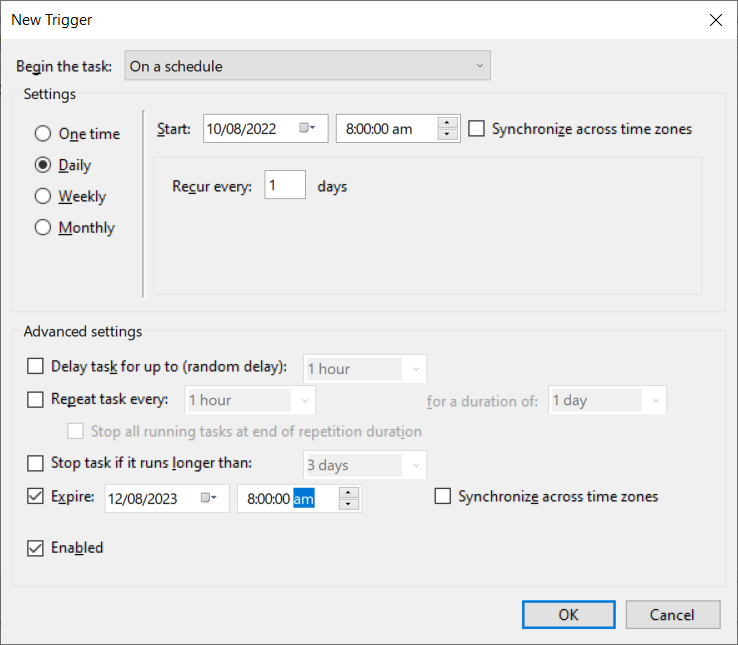 New Trigger
Begin the task: On a schedule
Settings
One time
Start: 10/08/2022 8:00:00 am Synchronize across time zones
Daily
Recur every: 1 days
Weekly
Monthly
Advanced settings
Delay task for up to (random delay): 1 hour
Repeat task every: 1 hour for a duration of: 1 day
Stop all running tasks at end of repetition duration
Stop task if it runs longer than: 3 days
Expire: 12/08/2023 8:00:00 am Synchronize across time zones
Enabled
OK Cancel